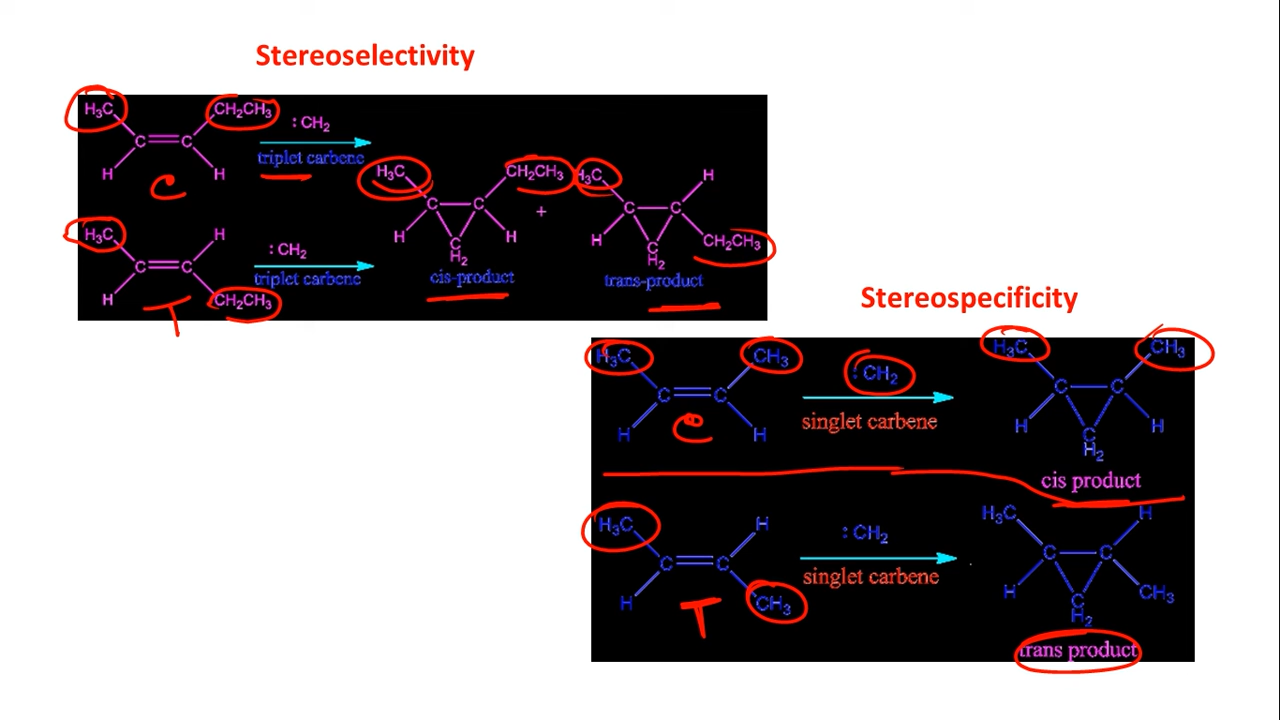 Stereoselectivity
H₃C CH₂CH₃
C C
H H
:CH₂
triplet carbene
C
H₃C H
C C
H CH₂CH₃
:CH₂
triplet carbene
T
H₃C CH₂CH₃
C C
H H
C
H₂
cis-product
+
H₃C H
C C
H CH₂CH₃
C
H₂
trans-product
Stereospecificity
H₃C CH₃
C C
H H
C
:CH₂
singlet carbene
H₃C CH₃
C C
H H
C
H₂
cis product
H₃C H
C C
H CH₃
T
:CH₂
singlet carbene
H₃C H
C C
H CH₃
C
H₂
trans product